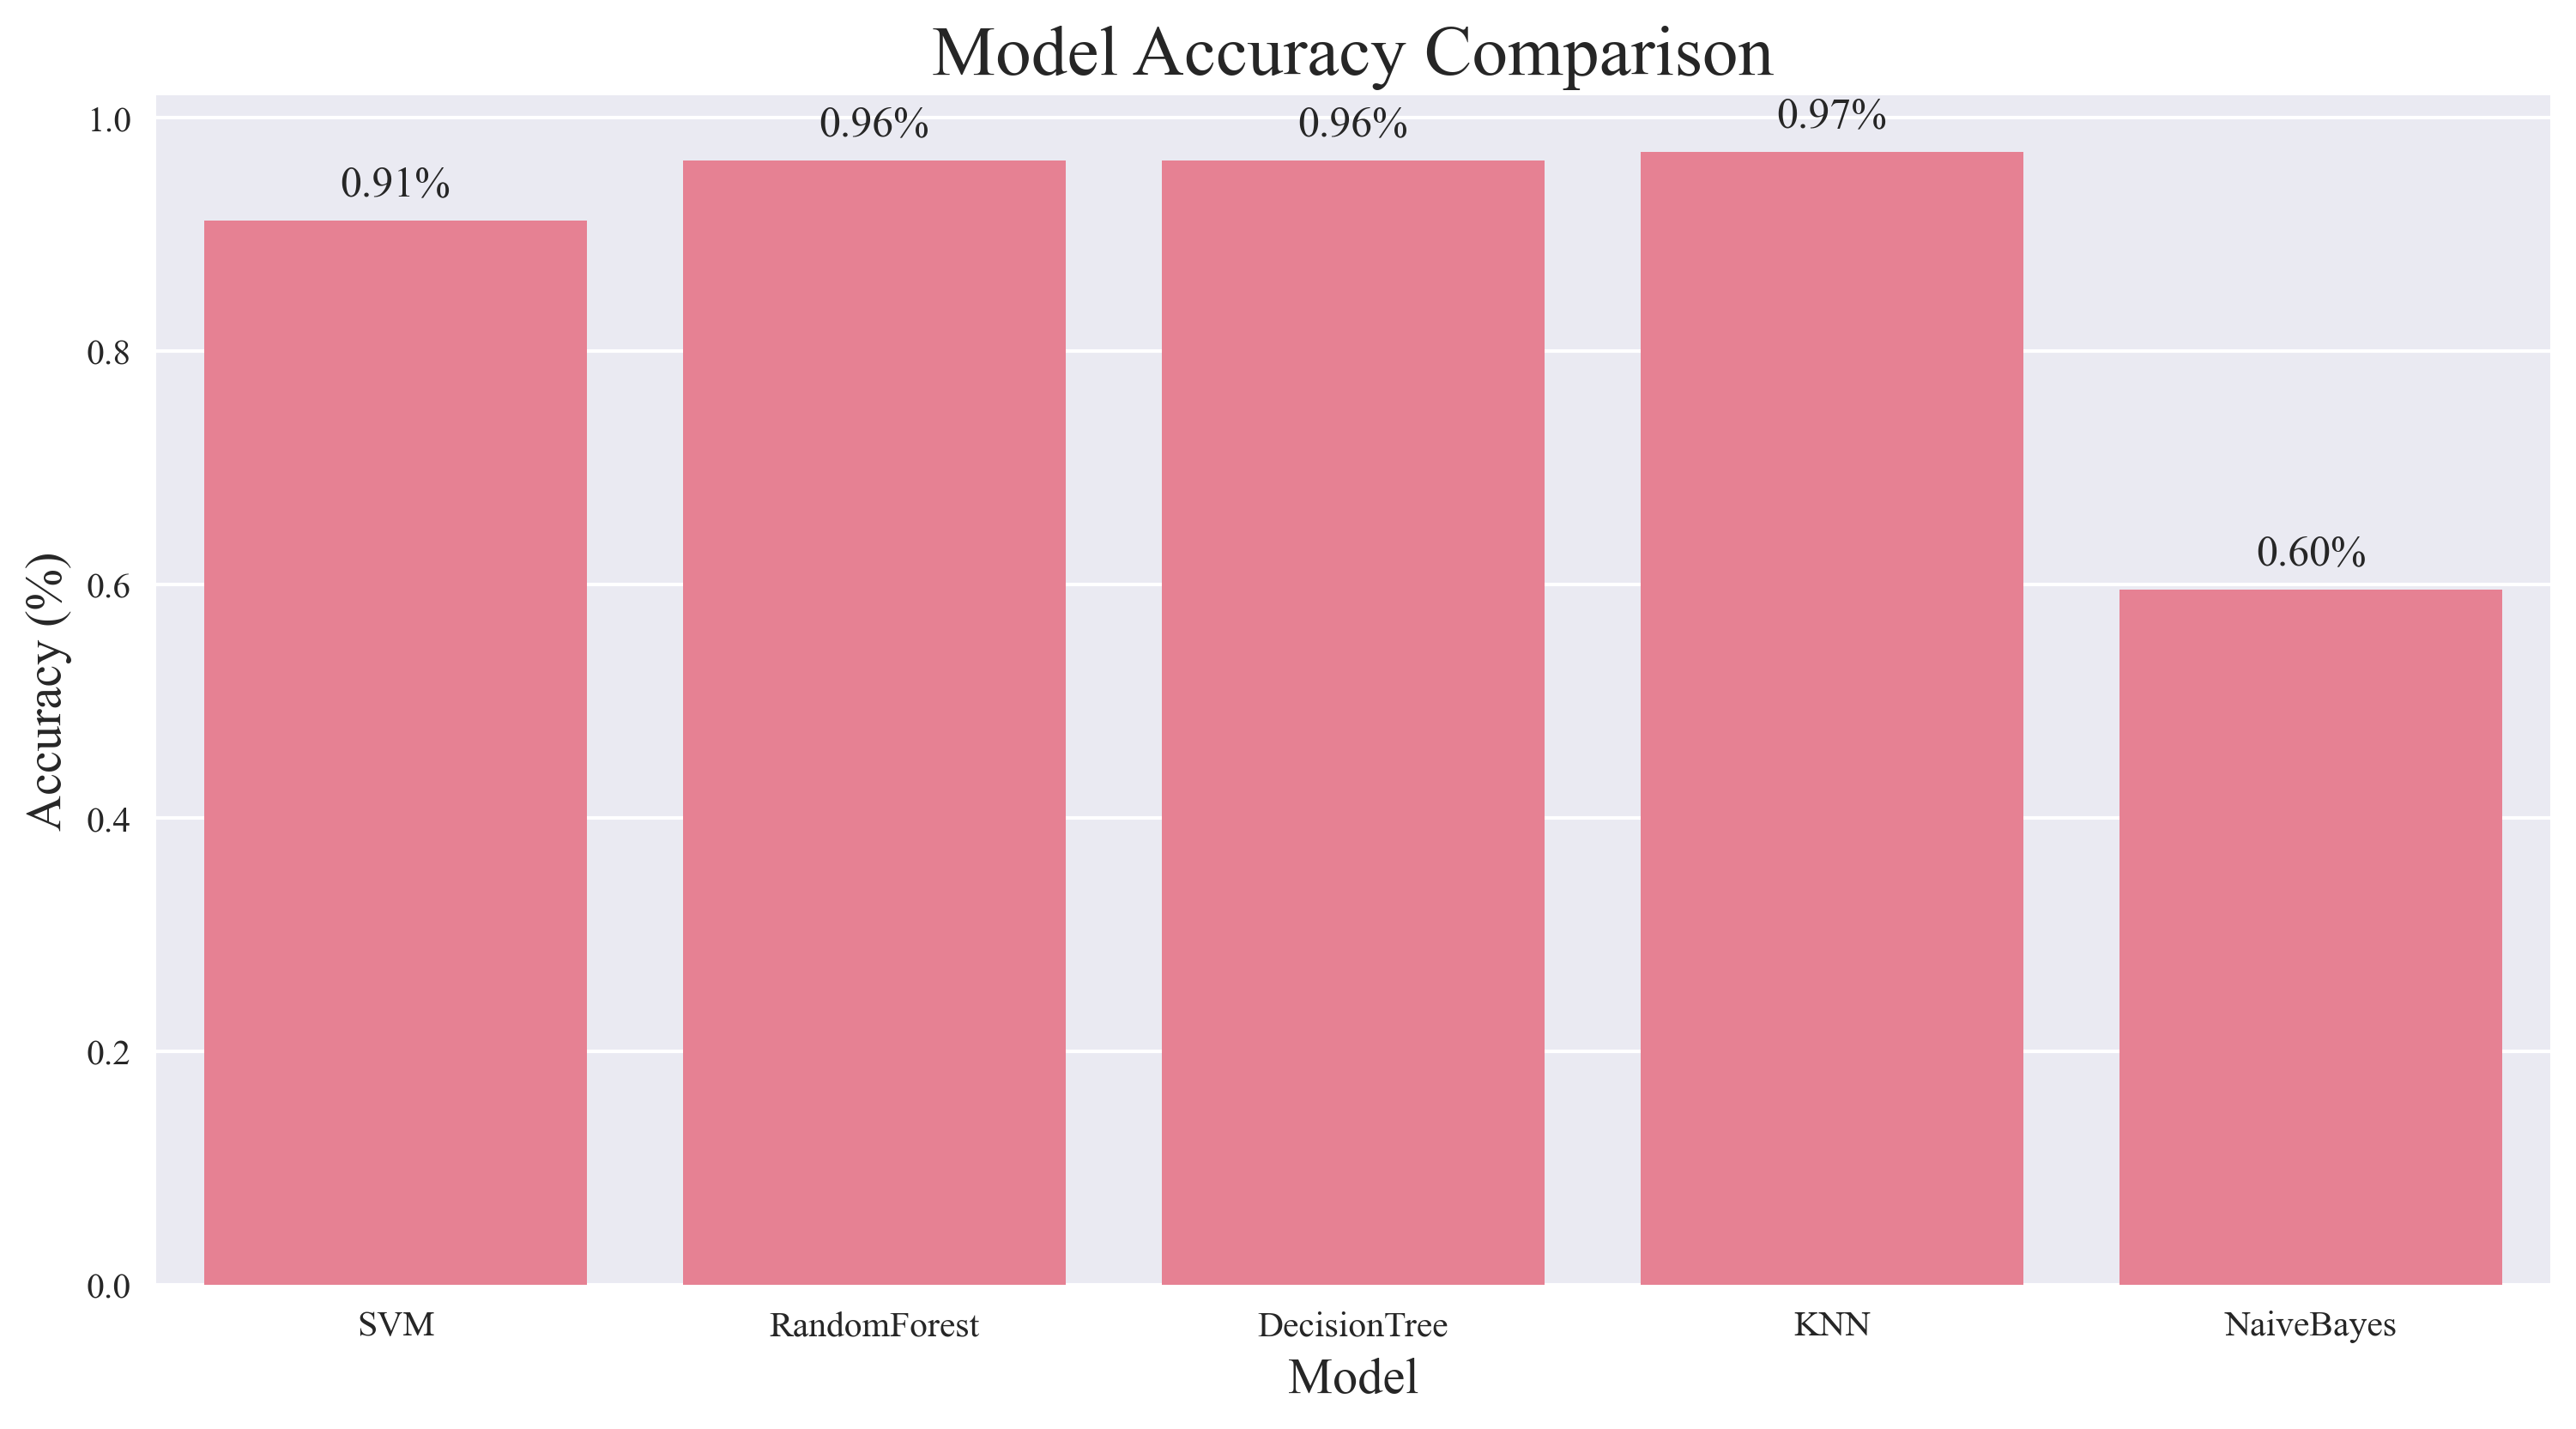 Model Accuracy Comparison
Accuracy (%)
1.0
0.8
0.6
0.4
0.2
0.0
0.91%
0.96%
0.96%
0.97%
0.60%
SVM
RandomForest
DecisionTree
KNN
NaiveBayes
Model